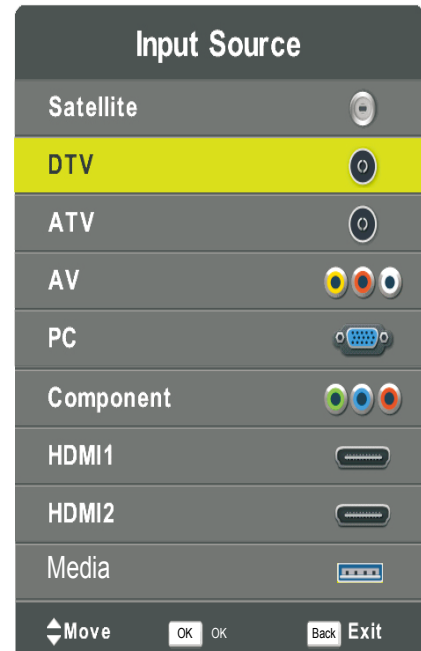 Input Source
Satellite
DTV
ATV
AV
PC
Component
HDMI1
HDMI2
Media
Move OK OK Back Exit